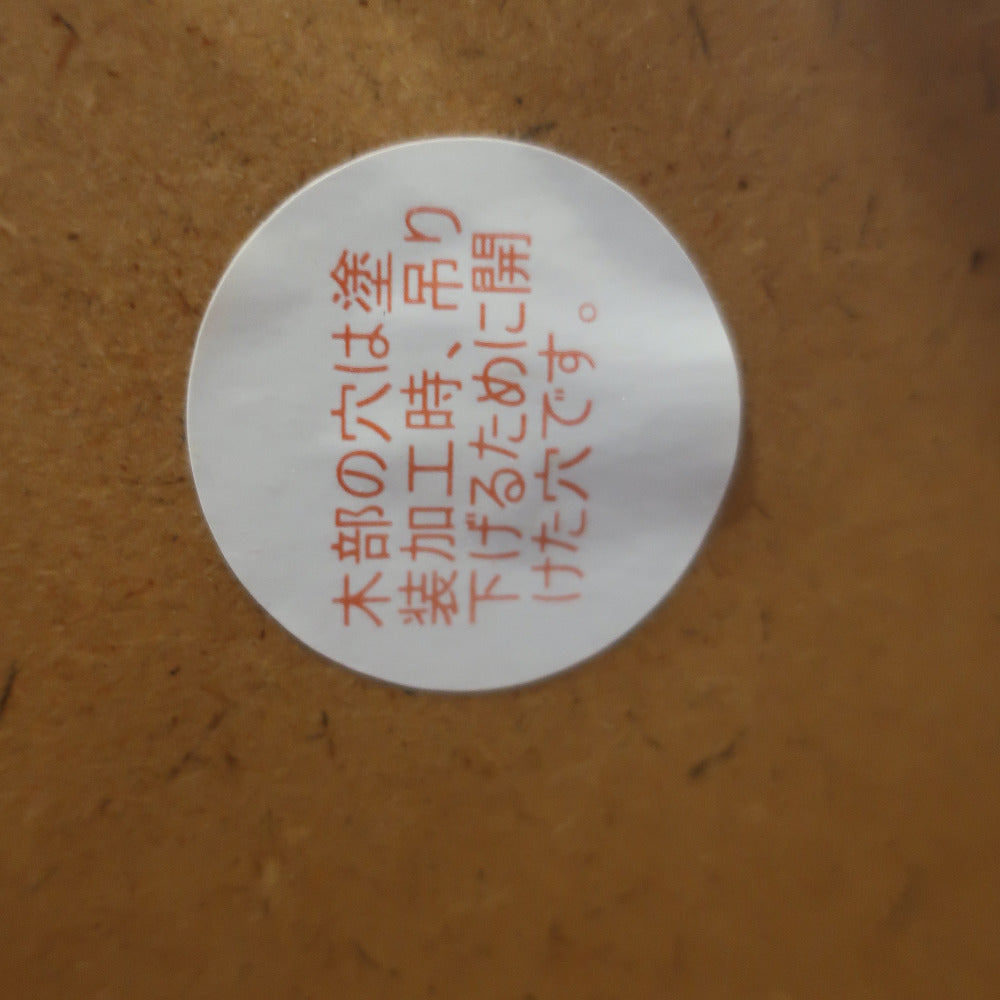 木部の穴は塗
装加工時、吊り
下げるために開
けた穴です。